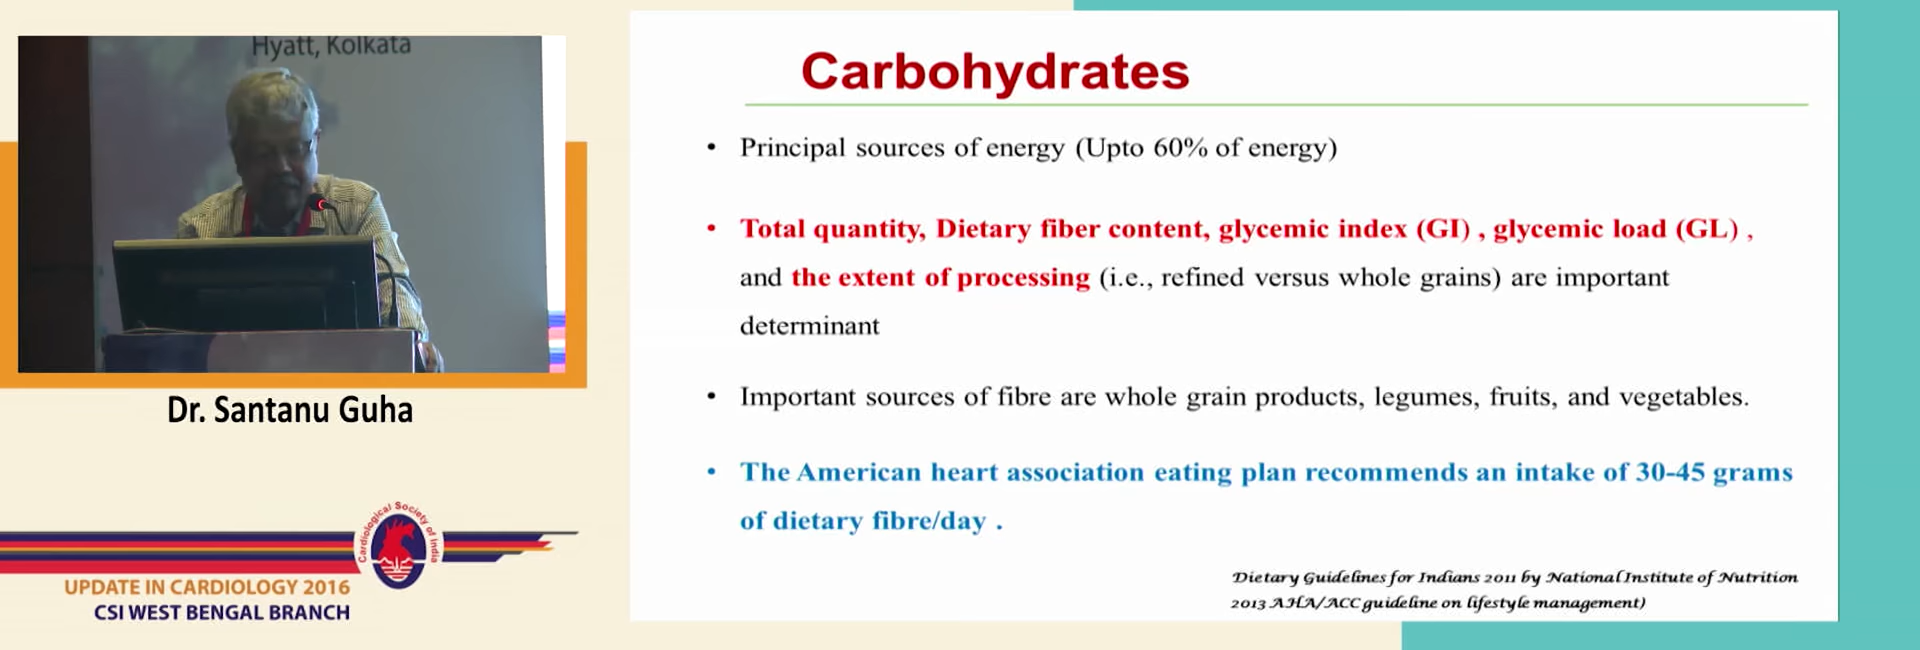 Hyatt, Kolkata
Dr. Santanu Guha
Cardiological Society of India
UPDATE IN CARDIOLOGY 2016
CSI WEST BENGAL BRANCH
Carbohydrates
• Principal sources of energy (Upto 60% of energy)
• Total quantity, Dietary fiber content, glycemic index (GI) , glycemic load (GL) ,
and the extent of processing (i.e., refined versus whole grains) are important
determinant
• Important sources of fibre are whole grain products, legumes, fruits, and vegetables.
• The American heart association eating plan recommends an intake of 30-45 grams
of dietary fibre/day .
Dietary Guidelines for Indians 2011 by National Institute of Nutrition
2013 AHA/ACC guideline on lifestyle management)